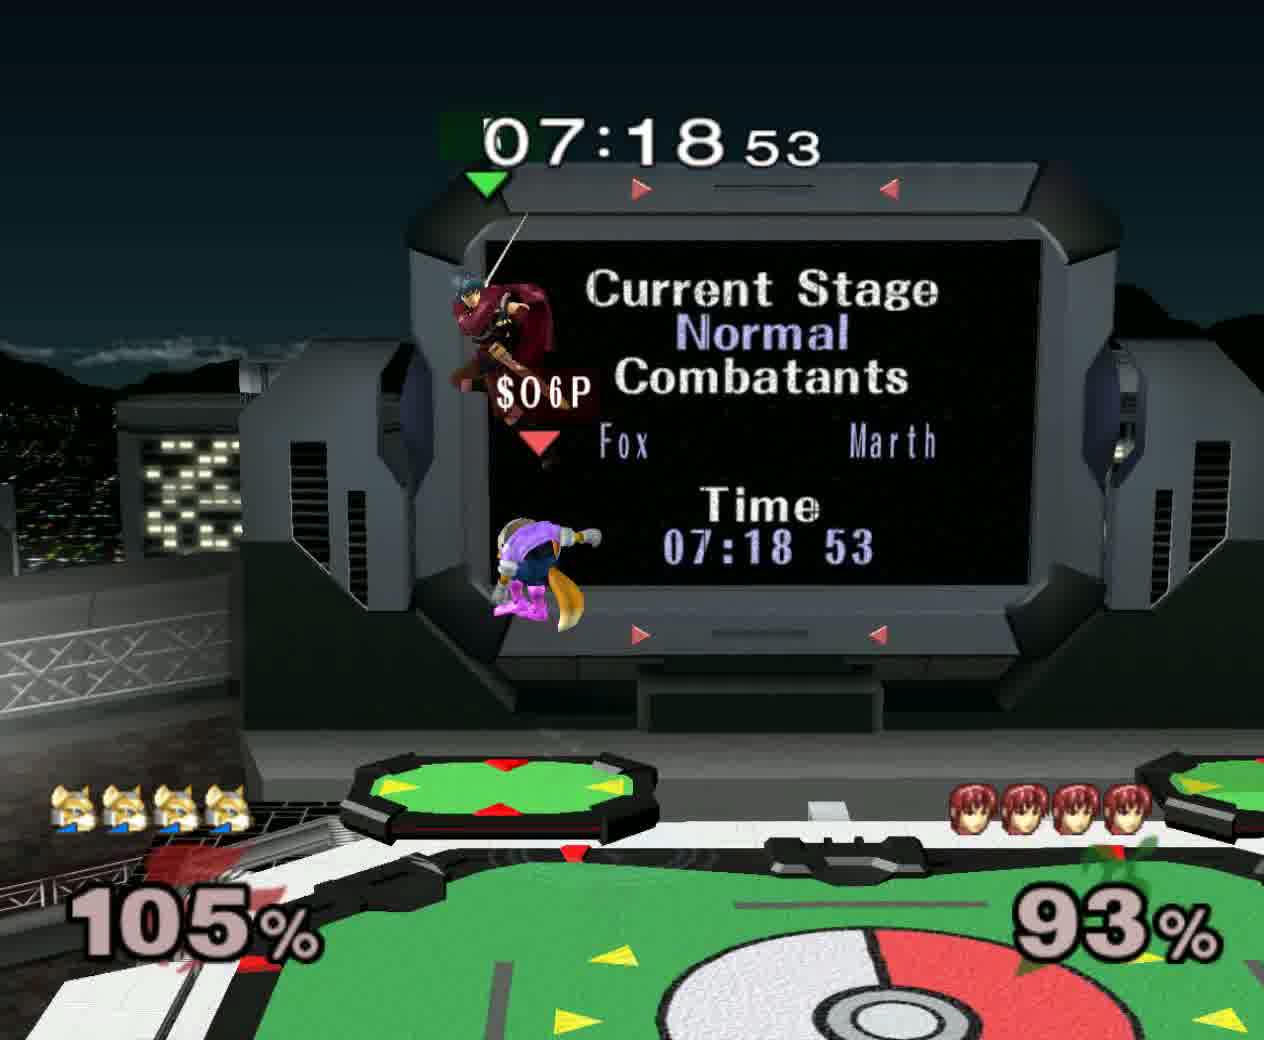 07:18 53
Current Stage
Normal
Combatants
$06P
Fox
Marth
Time
07:18 53
105%
93%